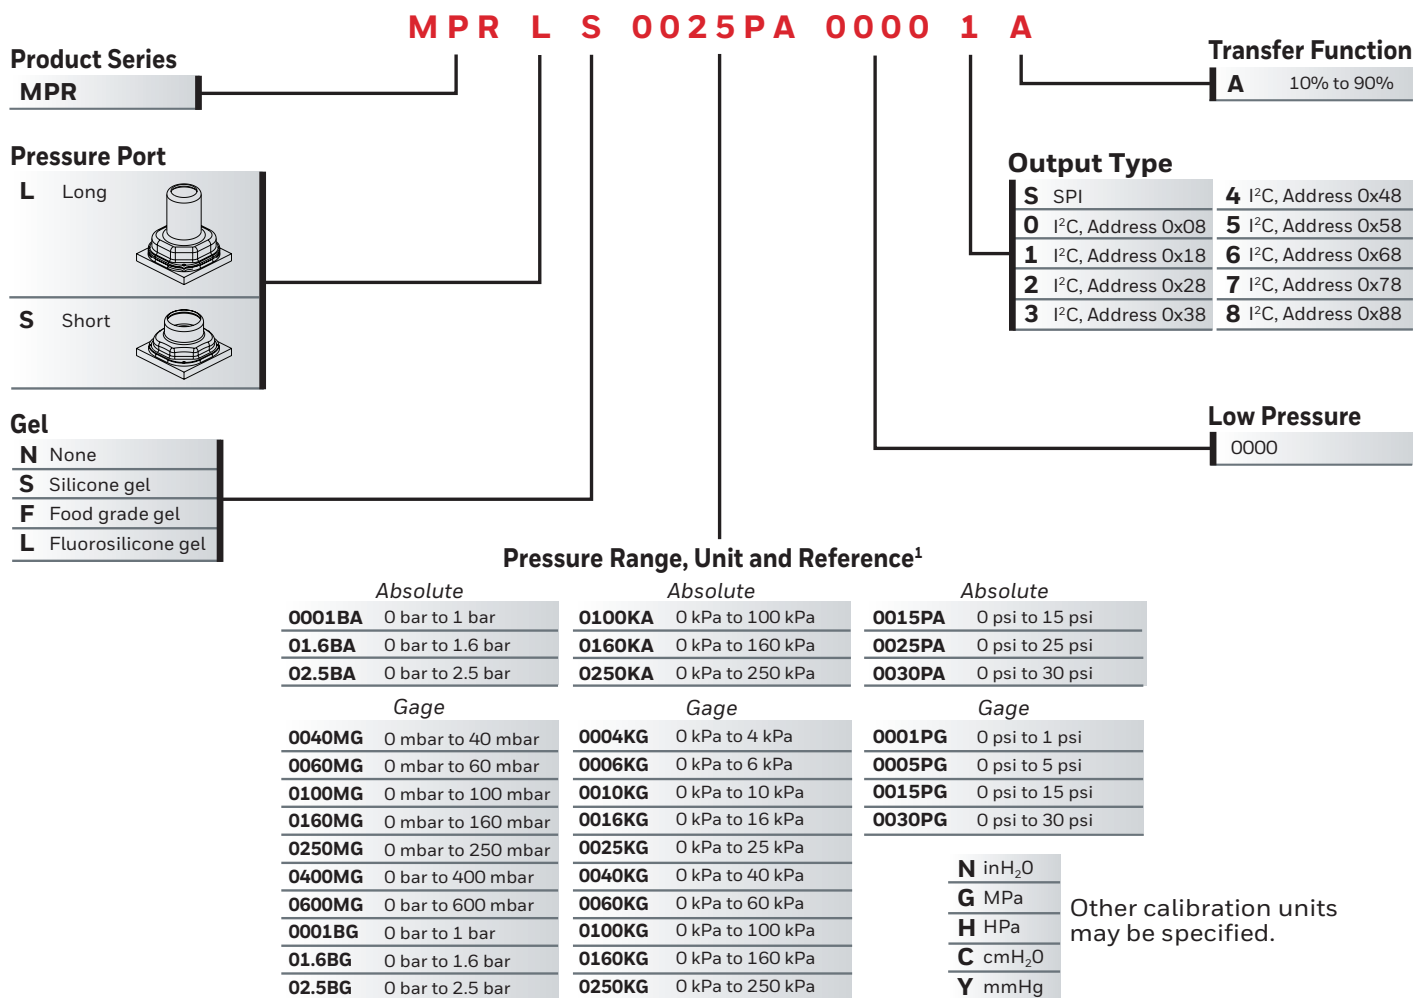 MPR L S 0025PA 0000 1 A
Product Series
MPR
Transfer Function
A 10% to 90%
Pressure Port
L Long
S Short
Output Type
S SPI
0 I²C, Address 0x08
1 I²C, Address 0x18
2 I²C, Address 0x28
3 I²C, Address 0x38
4 I²C, Address 0x48
5 I²C, Address 0x58
6 I²C, Address 0x68
7 I²C, Address 0x78
8 I²C, Address 0x88
Gel
N None
S Silicone gel
F Food grade gel
L Fluorosilicone gel
Low Pressure
0000
Pressure Range, Unit and Reference¹
Absolute
0001BA 0 bar to 1 bar
01.6BA 0 bar to 1.6 bar
02.5BA 0 bar to 2.5 bar
Gage
0040MG 0 mbar to 40 mbar
0060MG 0 mbar to 60 mbar
0100MG 0 mbar to 100 mbar
0160MG 0 mbar to 160 mbar
0250MG 0 mbar to 250 mbar
0400MG 0 bar to 400 mbar
0600MG 0 bar to 600 mbar
0001BG 0 bar to 1 bar
01.6BG 0 bar to 1.6 bar
02.5BG 0 bar to 2.5 bar
Absolute
0100KA 0 kPa to 100 kPa
0160KA 0 kPa to 160 kPa
0250KA 0 kPa to 250 kPa
Gage
0004KG 0 kPa to 4 kPa
0006KG 0 kPa to 6 kPa
0010KG 0 kPa to 10 kPa
0016KG 0 kPa to 16 kPa
0025KG 0 kPa to 25 kPa
0040KG 0 kPa to 40 kPa
0060KG 0 kPa to 60 kPa
0100KG 0 kPa to 100 kPa
0160KG 0 kPa to 160 kPa
0250KG 0 kPa to 250 kPa
Absolute
0015PA 0 psi to 15 psi
0025PA 0 psi to 25 psi
0030PA 0 psi to 30 psi
Gage
0001PG 0 psi to 1 psi
0005PG 0 psi to 5 psi
0015PG 0 psi to 15 psi
0030PG 0 psi to 30 psi
N inH₂0
G MPa
H HPa
C cmH₂0
Y mmHg
Other calibration units
may be specified.